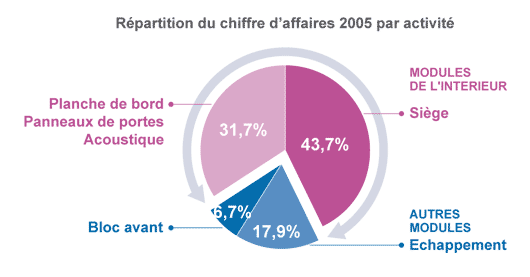 Répartition du chiffre d'affaires 2005 par activité
MODULES
DE L'INTERIEUR
Planche de bord
Panneaux de portes
Acoustique
31,7%
43,7%
Siège
6,7%
17,9%
Bloc avant
AUTRES
MODULES
Echappement